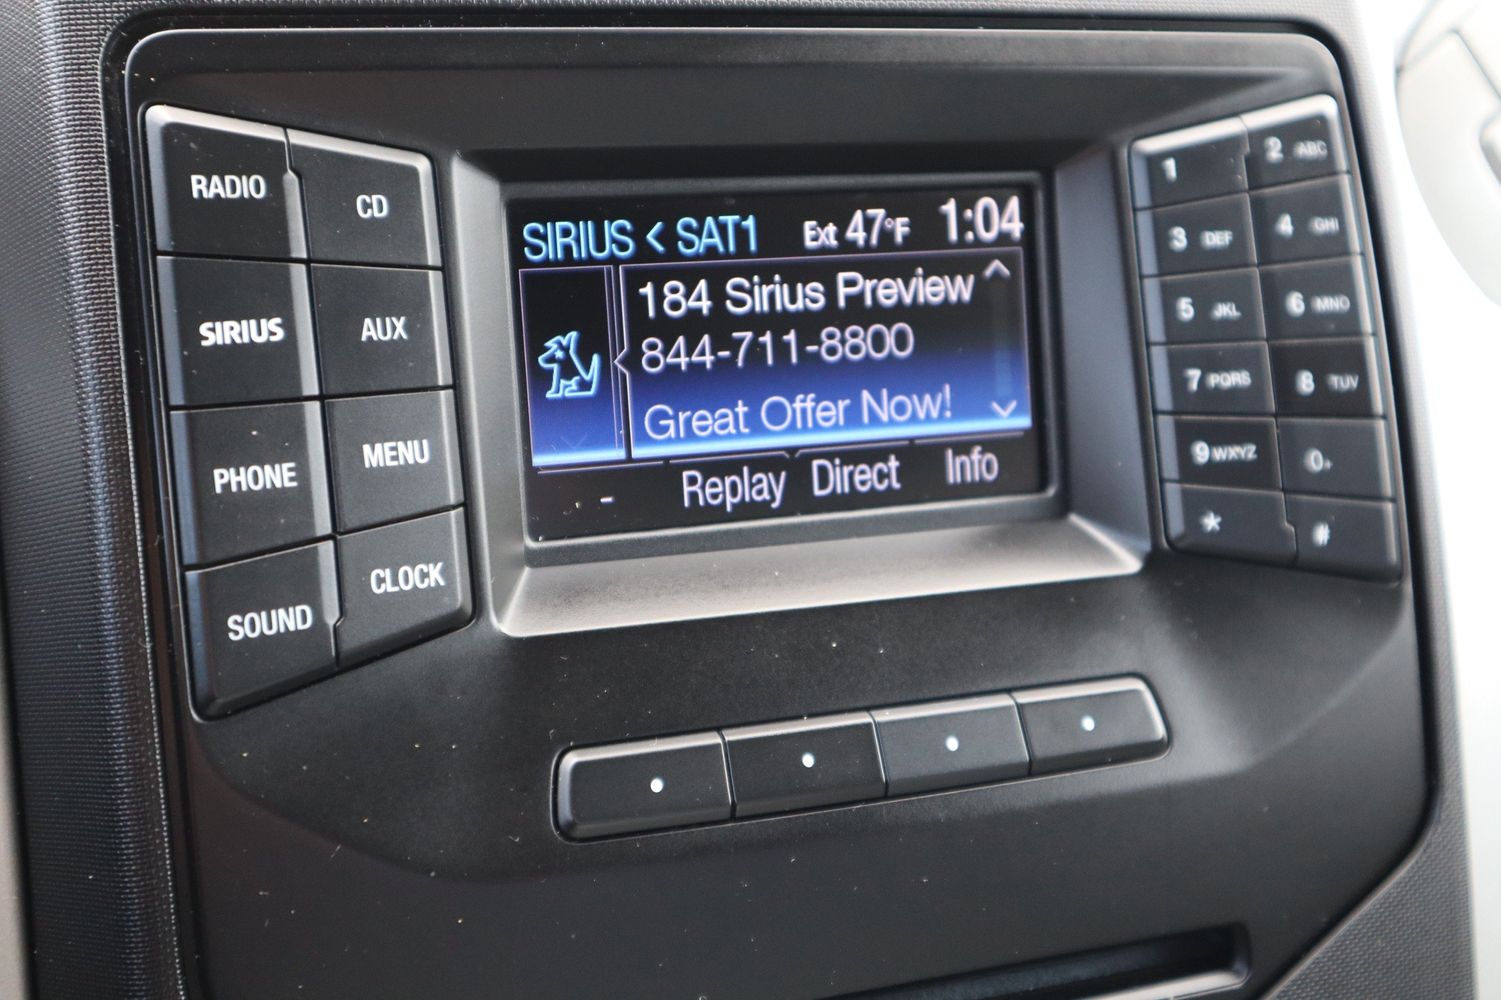 RADIO CD
SIRIUS AUX
PHONE MENU
SOUND CLOCK
SIRIUS < SAT1 Ext 47°F 1:04
184 Sirius Preview
844-711-8800
Great Offer Now!
- Replay Direct Info
1 2 ABC
3 DEF 4 GHI
5 JKL 6 MNO
7 PQRS 8 TUV
9 WXYZ 0+
* #